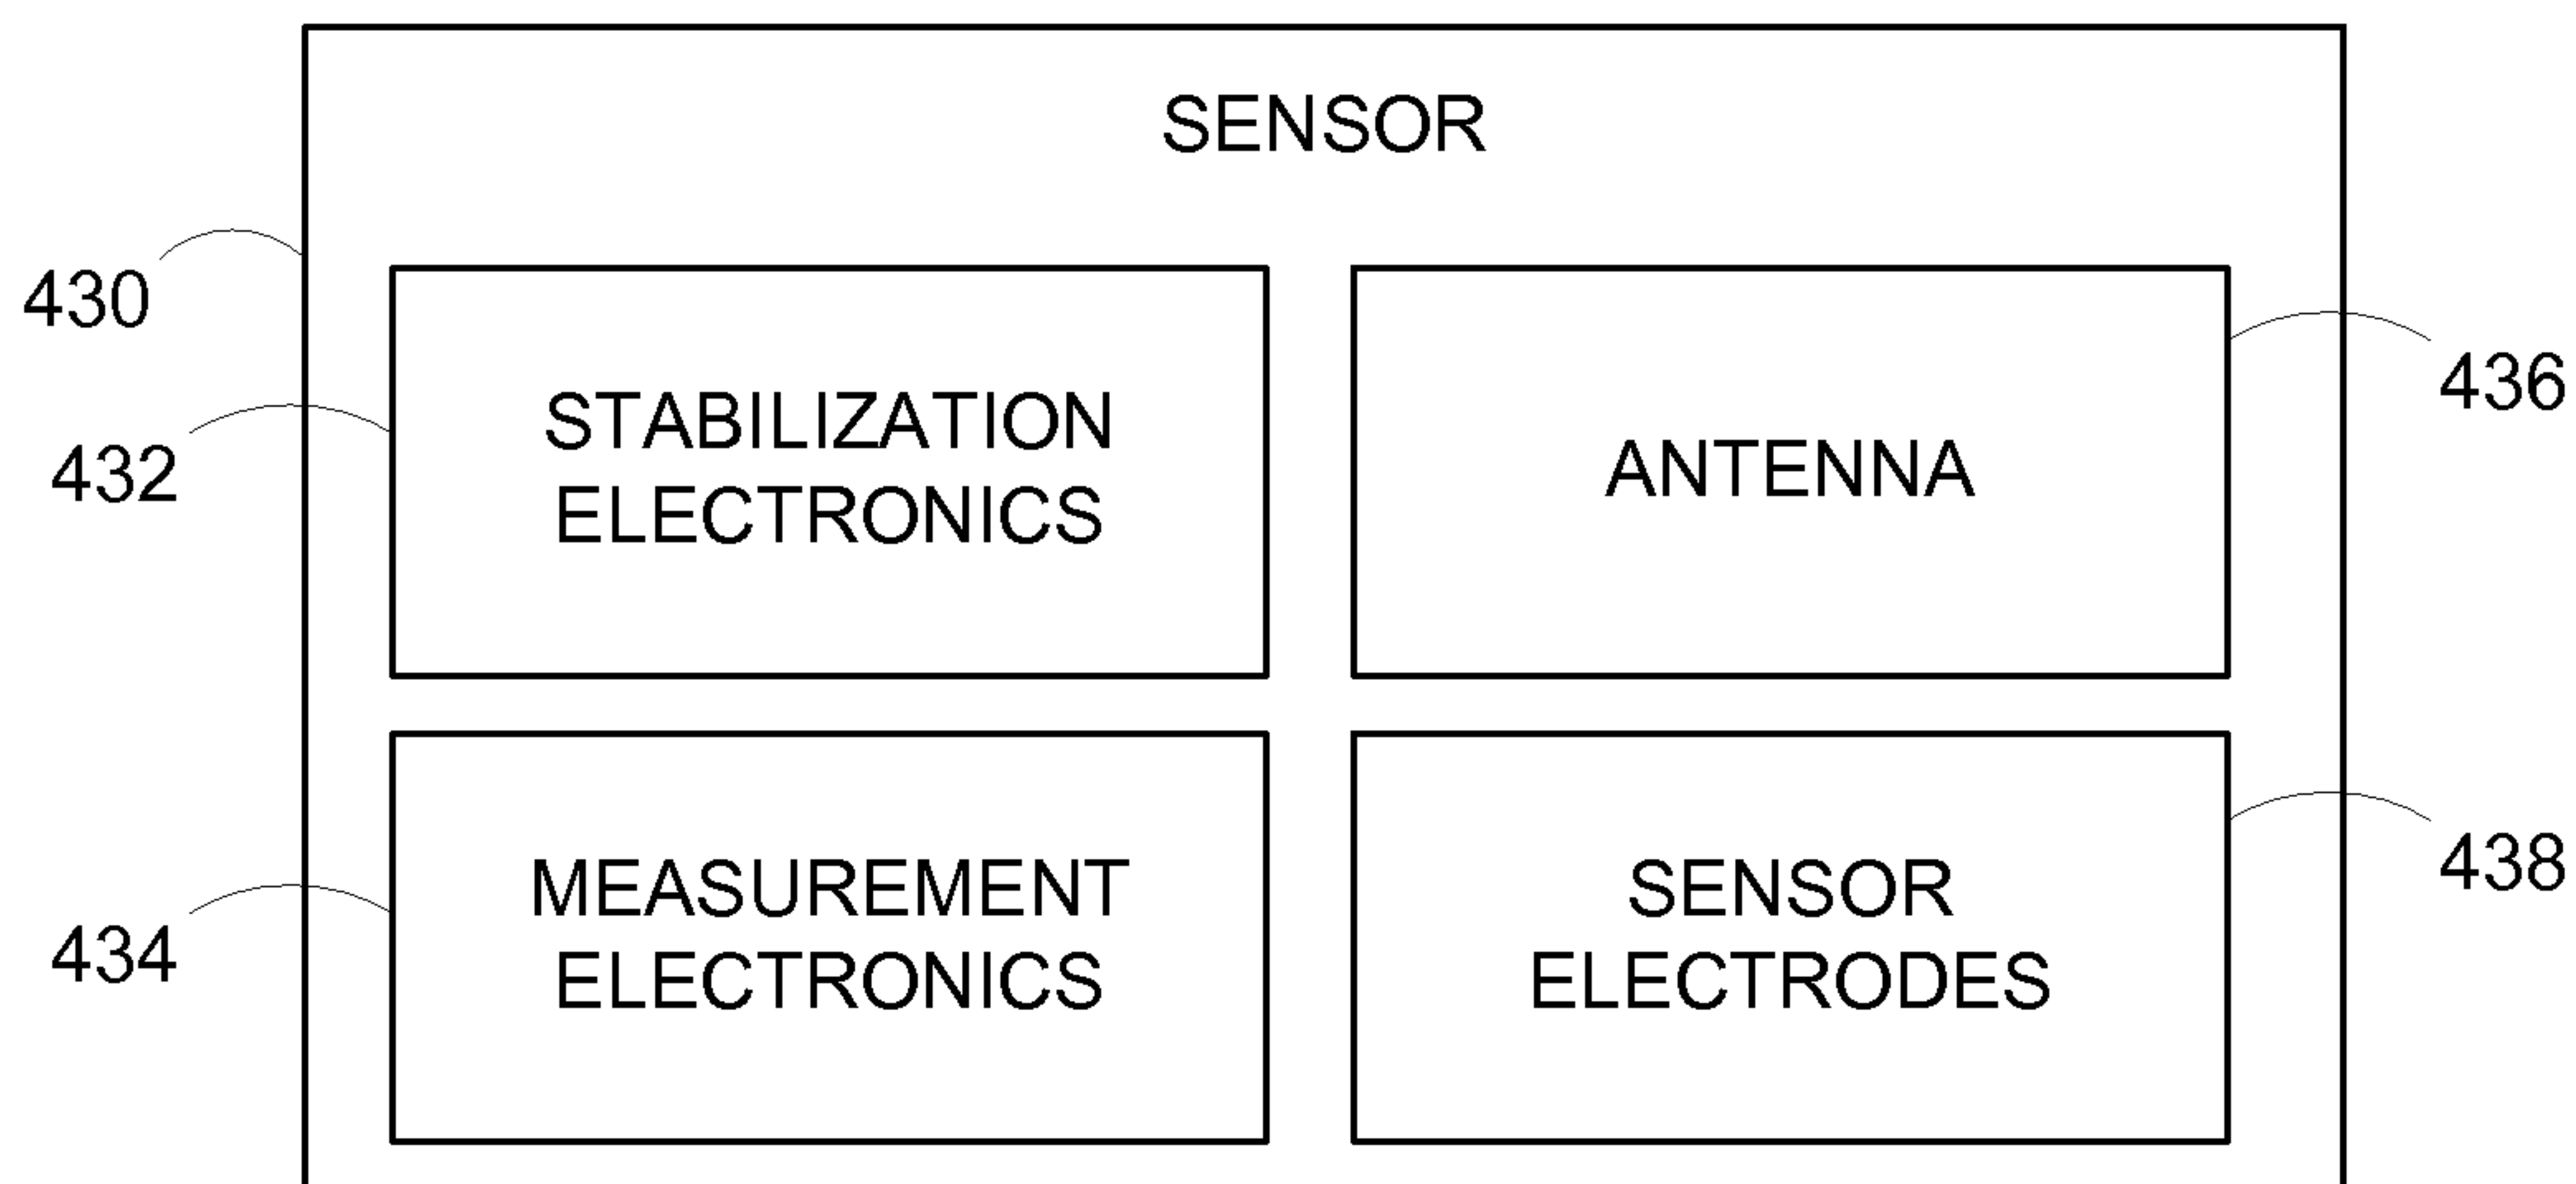 SENSOR
430
STABILIZATION
ELECTRONICS
432
ANTENNA
436
MEASUREMENT
ELECTRONICS
434
SENSOR
ELECTRODES
438